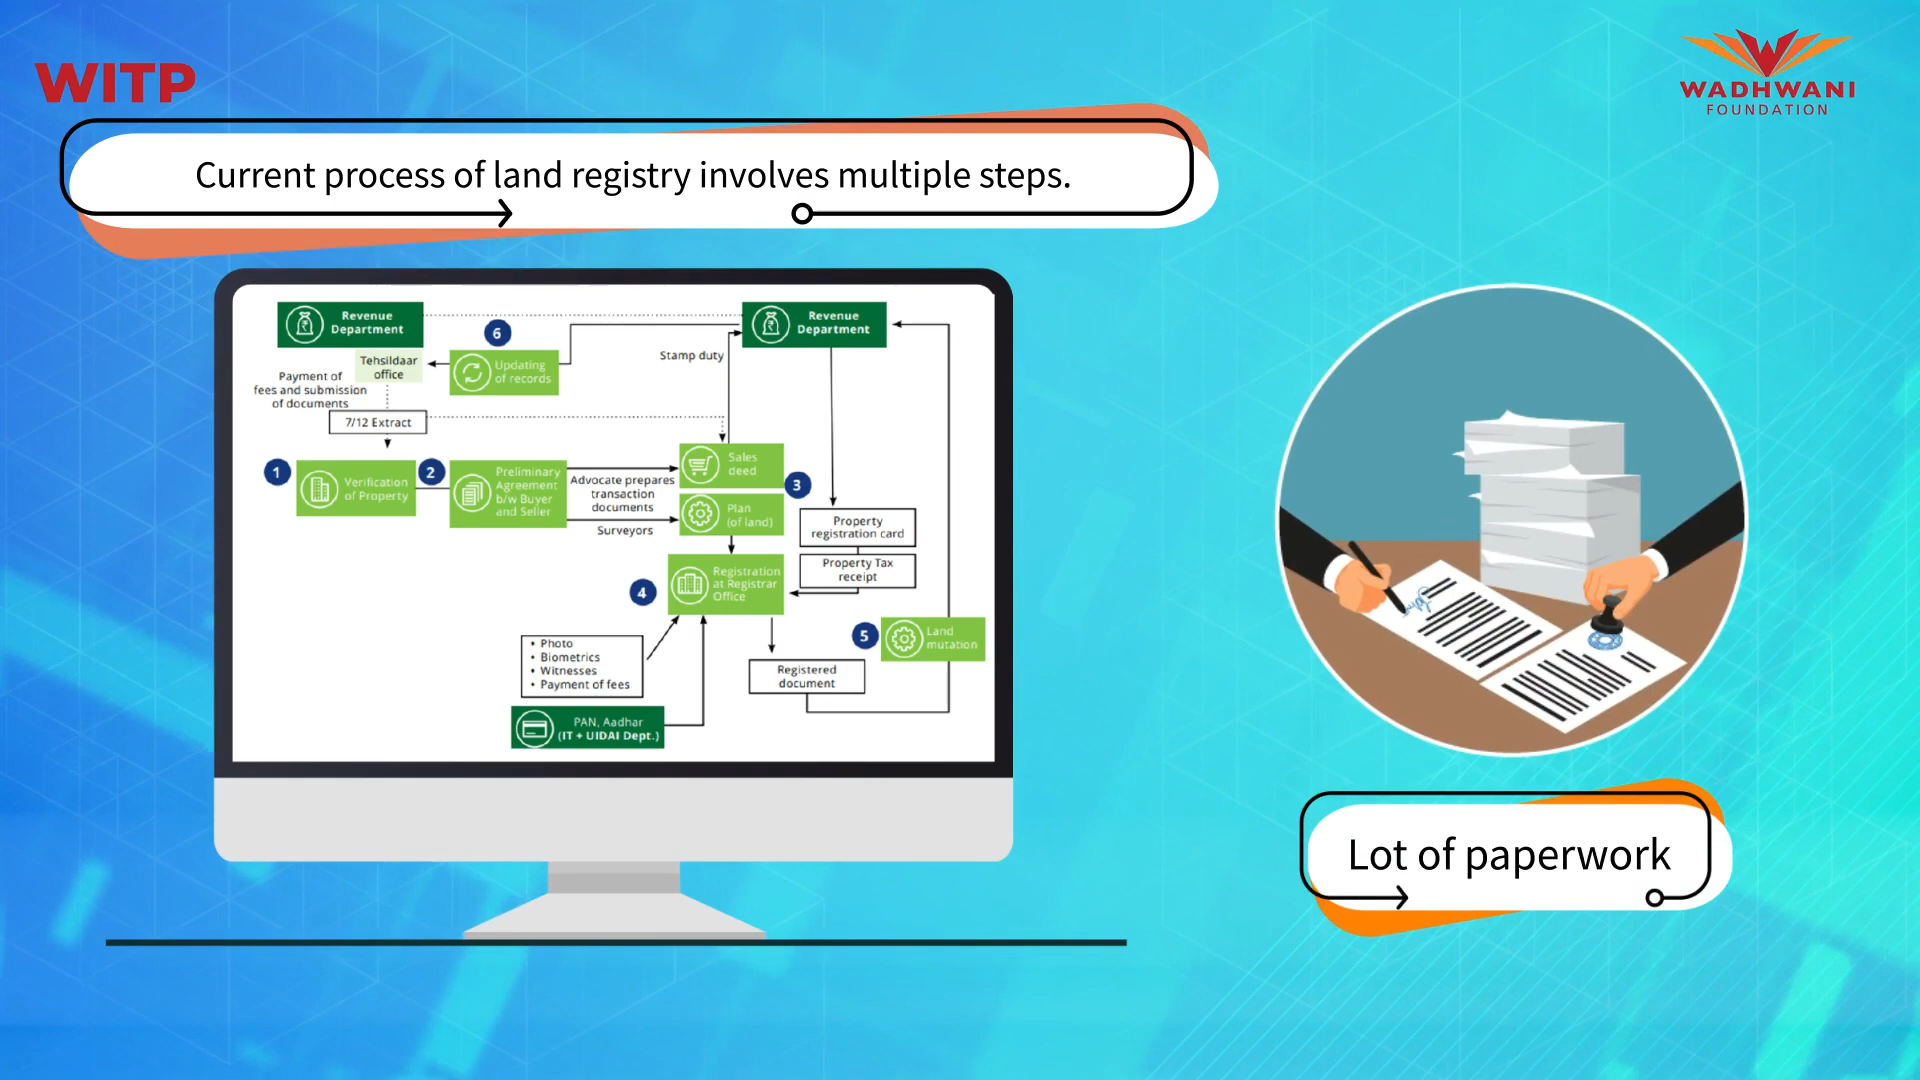 WITP
WADHWANI
FOUNDATION
Current process of land registry involves multiple steps.
Revenue
Department
6
Revenue
Department
Tehsildaar
office
Updating
of records
Stamp duty
Payment of
fees and submission
of documents
7/12 Extract
1
Verification
of Property
2
Preliminary
Agreement
b/w Buyer
and Seller
Advocate prepares
transaction
documents
Surveyors
Sales
deed
3
Plan
(of land)
Property
registration card
Property Tax
receipt
4
Registration
at Registrar
Office
5
Land
mutation
• Photo
• Biometrics
• Witnesses
• Payment of fees
Registered
document
PAN, Aadhar
(IT + UIDAI Dept.)
Lot of paperwork